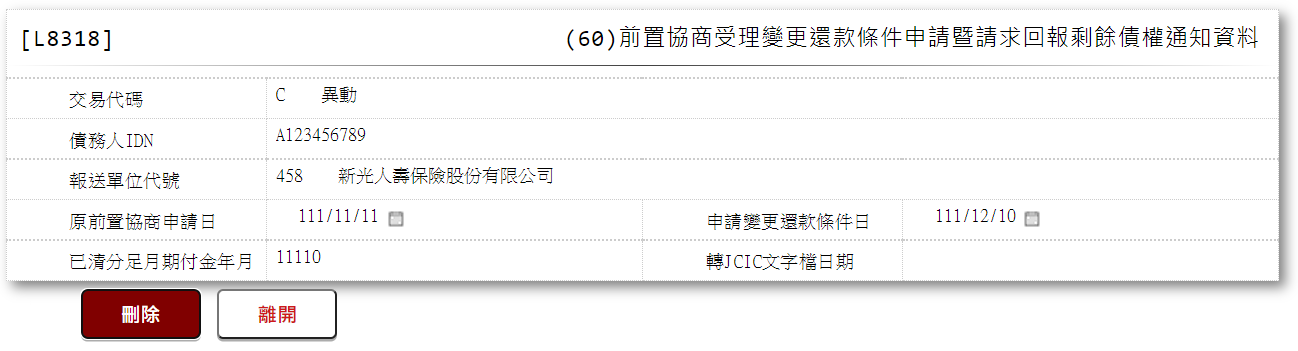 [L8318] (60)前置協商受理變更還款條件申請暨請求回報剩餘債權通知資料
交易代碼 C 異動
債務人IDN A123456789
報送單位代號 458 新光人壽保險股份有限公司
原前置協商申請日 111/11/11 申請變更還款條件日 111/12/10
已清分足月期付金年月 11110 轉JCIC文字檔日期
刪除 離開